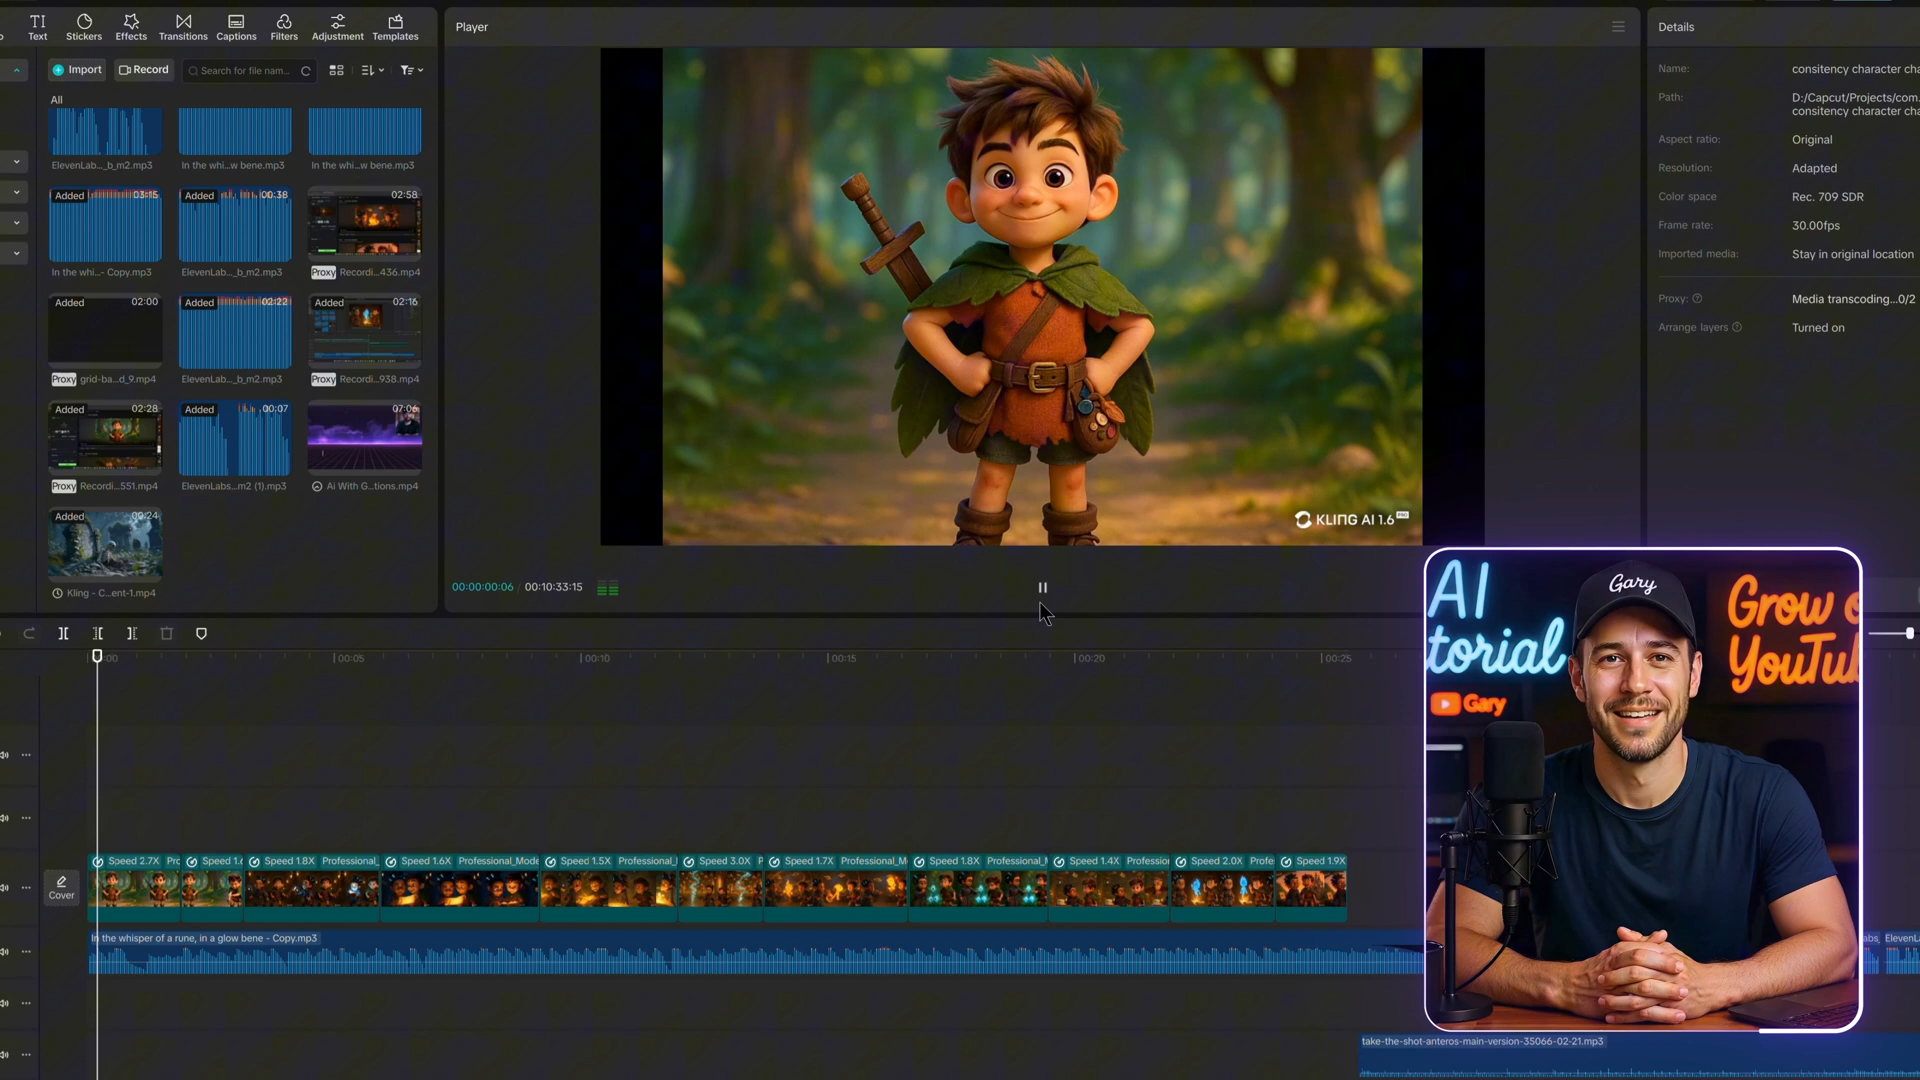 Text
Stickers
Effects
Transitions
Captions
Filters
Adjustment
Templates
Import
Record
Search for file nam...
All
ElevenLab..._b_m2.mp3
In the whi...w bene.mp3
In the whi...w bene.mp3
Added 03:15
In the whi...- Copy.mp3
Added 00:38
ElevenLab..._b_m2.mp3
02:58
Proxy Recordi...436.mp4
Added 02:00
Proxy grid-ba...d_9.mp4
Added 02:22
ElevenLab..._b_m2.mp3
Added 02:16
Proxy Recordi...938.mp4
Added 02:28
Proxy Recordi...551.mp4
Added 00:07
ElevenLabs...m2 (1).mp3
07:06
Ai With G...tions.mp4
Added 00:24
Kling - C...ent-1.mp4
Player
KLING AI 1.6 PRO
00:00:00:06 / 00:10:33:15
Details
Name: consitency character cha
Path: D:/Capcut/Projects/com.
consitency character cha
Aspect ratio: Original
Resolution: Adapted
Color space Rec. 709 SDR
Frame rate: 30.00fps
Imported media: Stay in original location
Proxy: Media transcoding...0/2
Arrange layers Turned on
00:05
00:10
00:15
00:20
00:25
Cover
Speed 2.7X Pro
Speed 1.6
Speed 1.8X Professional_
Speed 1.6X Professional_Mode
Speed 1.5X Professional_
Speed 3.0X P
Speed 1.7X Professional_M
Speed 1.8X Professional_
Speed 1.4X Profession
Speed 2.0X Profe
Speed 1.9X
In the whisper of a rune, in a glow bene - Copy.mp3
ElevenL
take-the-shot-anteros-main-version-35066-02-21.mp3
AI
torial
Gary
Gary
Grow o
YouTub